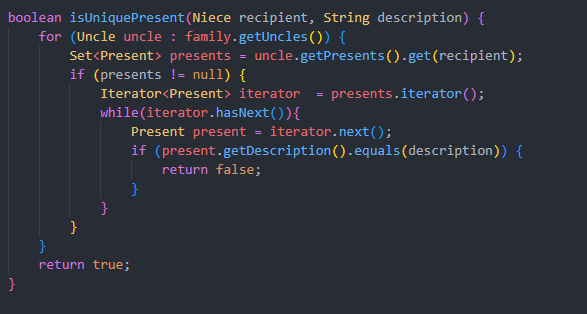 boolean isUniquePresent(Niece recipient, String description) {
    for (Uncle uncle : family.getUncles()) {
        Set<Present> presents = uncle.getPresents().get(recipient);
        if (presents != null) {
            Iterator<Present> iterator  = presents.iterator();
            while(iterator.hasNext()){
                Present present = iterator.next();
                if (present.getDescription().equals(description)) {
                    return false;
                }
            }
        }
    }
    return true;
}